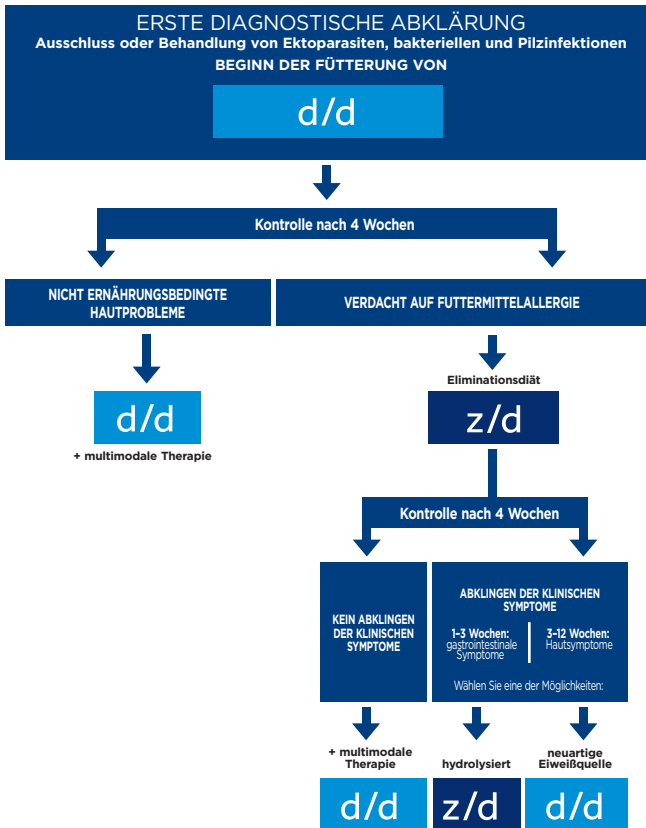 ERSTE DIAGNOSTISCHE ABKLÄRUNG
Ausschluss oder Behandlung von Ektoparasiten, bakteriellen und Pilzinfektionen
BEGINN DER FÜTTERUNG VON
d/d
Kontrolle nach 4 Wochen
NICHT ERNÄHRUNGSBEDINGTE
HAUTPROBLEME
VERDACHT AUF FUTTERMITTELALLERGIE
d/d
+ multimodale Therapie
Eliminationsdiät
z/d
Kontrolle nach 4 Wochen
KEIN ABKLINGEN
DER KLINISCHEN
SYMPTOME
ABKLINGEN DER KLINISCHEN
SYMPTOME
1-3 Wochen:
gastrointestinale
Symptome
3-12 Wochen:
Hautsymptome
Wählen Sie eine der Möglichkeiten:
+ multimodale
Therapie
d/d
hydrolysiert
z/d
neuartige
Eiweißquelle
d/d